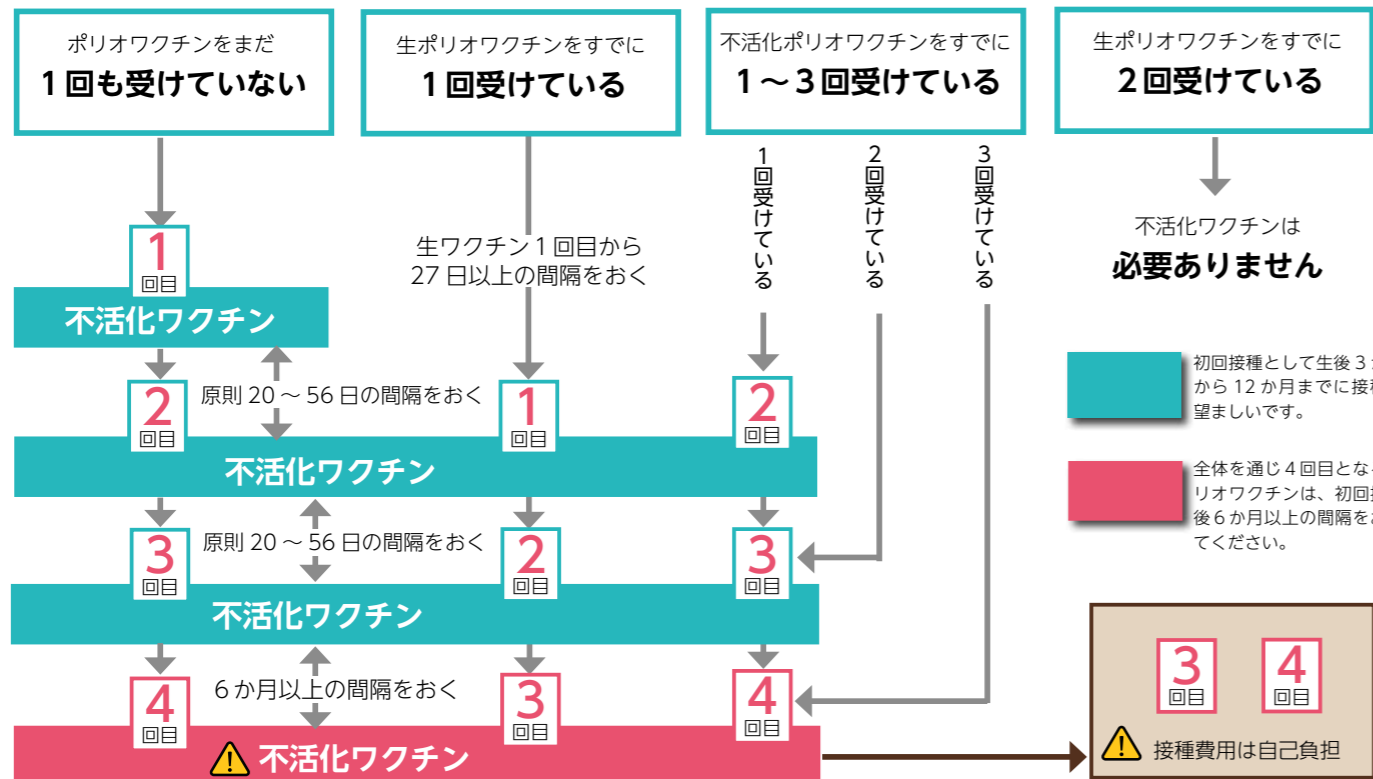 ポリオワクチンをまだ
1回も受けていない
生ポリオワクチンをすでに
1回受けている
不活化ポリオワクチンをすでに
1～3回受けている
生ポリオワクチンをすでに
2回受けている
1回受けている
2回受けている
3回受けている
不活化ワクチンは
必要ありません
1
回目
生ワクチン1回目から
27日以上の間隔をおく
不活化ワクチン
原則20～56日の間隔をおく
2
回目
1
回目
2
回目
不活化ワクチン
初回接種として生後3
から12か月までに接
望ましいです。
原則20～56日の間隔をおく
3
回目
2
回目
3
回目
不活化ワクチン
全体を通じ4回目とな
リオワクチンは、初回
後6か月以上の間隔を
てください。
6か月以上の間隔をおく
4
回目
3
回目
4
回目
不活化ワクチン
3
回目
4
回目
接種費用は自己負担